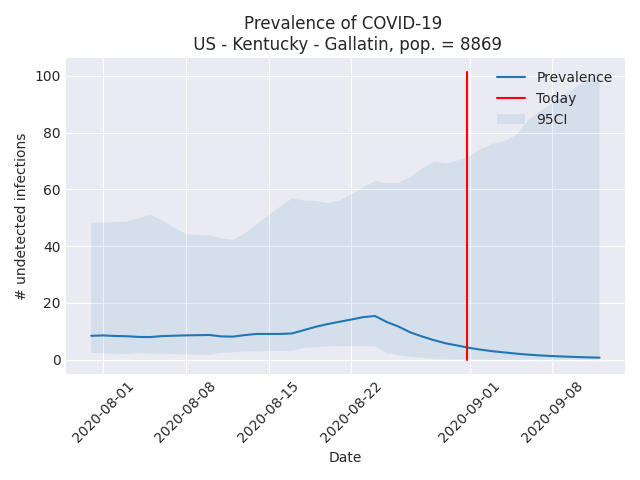 Prevalence of COVID-19
US - Kentucky - Gallatin, pop. = 8869
# undetected infections
100
80
60
40
20
0
Prevalence
Today
95CI
2020-08-01
2020-08-08
2020-08-15
2020-08-22
2020-09-01
2020-09-08
Date